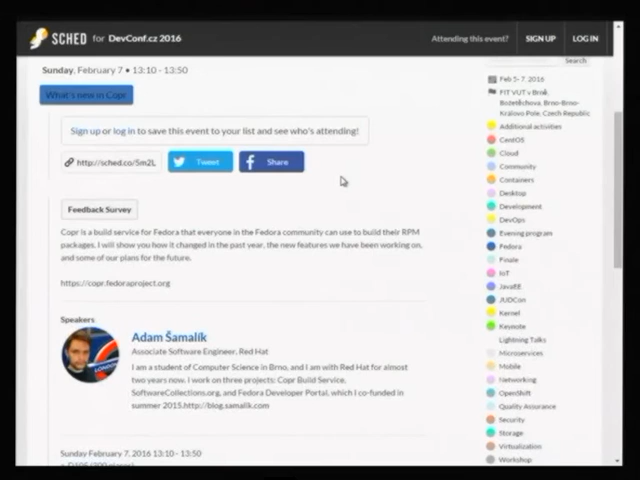 SCHED for DevConf.cz 2016
Attending this event? SIGN UP LOG IN
Sunday, February 7 • 13:10 - 13:50
What's new in Copr
Sign up or log in to save this event to your list and see who's attending!
http://sched.co/5m2L Tweet Share
Feedback Survey
Copr is a build service for Fedora that everyone in the Fedora community can use to build their RPM
packages. I will show you how it changed in the past year, the new features we have been working on,
and some of our plans for the future.
https://copr.fedoraproject.org
Speakers
Adam Šamalík
Associate Software Engineer, Red Hat
I am a student of Computer Science in Brno, and I am with Red Hat for almost
two years now. I work on three projects: Copr Build Service,
SoftwareCollections.org, and Fedora Developer Portal, which I co-funded in
summer 2015.http://blog.samalik.com
Sunday February 7, 2016 13:10 - 13:50
Search
Feb 5-7, 2016
FIT VUT v Brně,
Božetěchova, Brno-Brno-
Královo Pole, Czech Republic
Additional activities
CentOS
Cloud
Community
Containers
Desktop
Development
DevOps
Evening program
Fedora
Finale
IoT
JavaEE
JUDCon
Kernel
Keynote
Lightning Talks
Microservices
Mobile
Networking
OpenShift
Quality Assurance
Security
Storage
Virtualization
Workshop